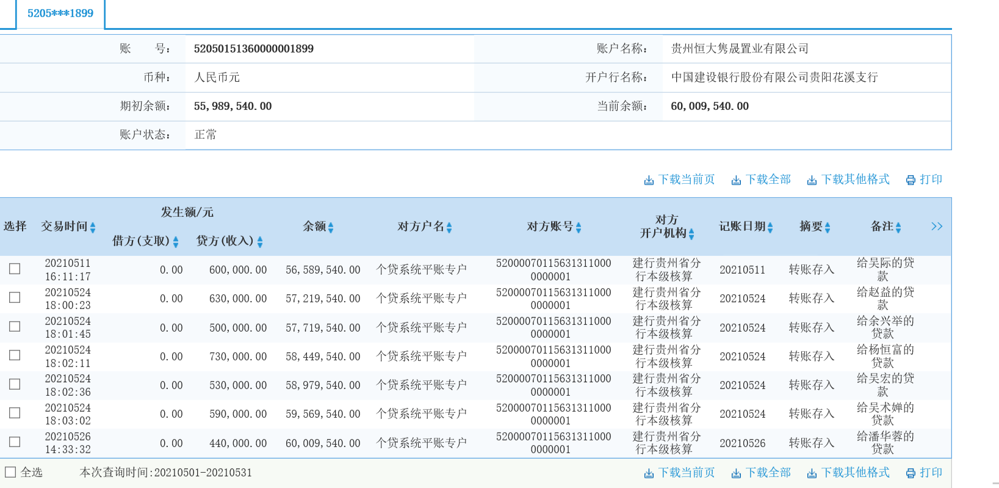 5205***1899
账　　号： 52050151360000001899 账户名称： 贵州恒大隽晟置业有限公司
币种： 人民币元 开户行名称： 中国建设银行股份有限公司贵阳花溪支行
期初余额： 55,989,540.00 当前余额： 60,009,540.00
账户状态： 正常
下载当前页 下载全部 下载其他格式 打印
发生额/元
选择 交易时间 余额 对方户名 对方账号 对方 记账日期 摘要 备注 >>
开户机构
借方(支取) 贷方(收入)
20210511 52000070115631311000 建行贵州省分 给吴际的贷
0.00 600,000.00 56,589,540.00 个贷系统平账专户 20210511 转账存入
16:11:17 0000001 行本级核算 款
20210524 52000070115631311000 建行贵州省分 给赵益的贷
0.00 630,000.00 57,219,540.00 个贷系统平账专户 20210524 转账存入
18:00:23 0000001 行本级核算 款
20210524 52000070115631311000 建行贵州省分 给余兴举的
0.00 500,000.00 57,719,540.00 个贷系统平账专户 20210524 转账存入
18:01:45 0000001 行本级核算 贷款
20210524 52000070115631311000 建行贵州省分 给杨恒富的
0.00 730,000.00 58,449,540.00 个贷系统平账专户 20210524 转账存入
18:02:11 0000001 行本级核算 贷款
20210524 52000070115631311000 建行贵州省分 给吴宏的贷
0.00 530,000.00 58,979,540.00 个贷系统平账专户 20210524 转账存入
18:02:36 0000001 行本级核算 款
20210524 52000070115631311000 建行贵州省分 给吴术婵的
0.00 590,000.00 59,569,540.00 个贷系统平账专户 20210524 转账存入
18:03:02 0000001 行本级核算 贷款
20210526 52000070115631311000 建行贵州省分 给潘华蓉的
0.00 440,000.00 60,009,540.00 个贷系统平账专户 20210526 转账存入
14:33:32 0000001 行本级核算 贷款
全选 本次查询时间:20210501-20210531 下载当前页 下载全部 下载其他格式 打印